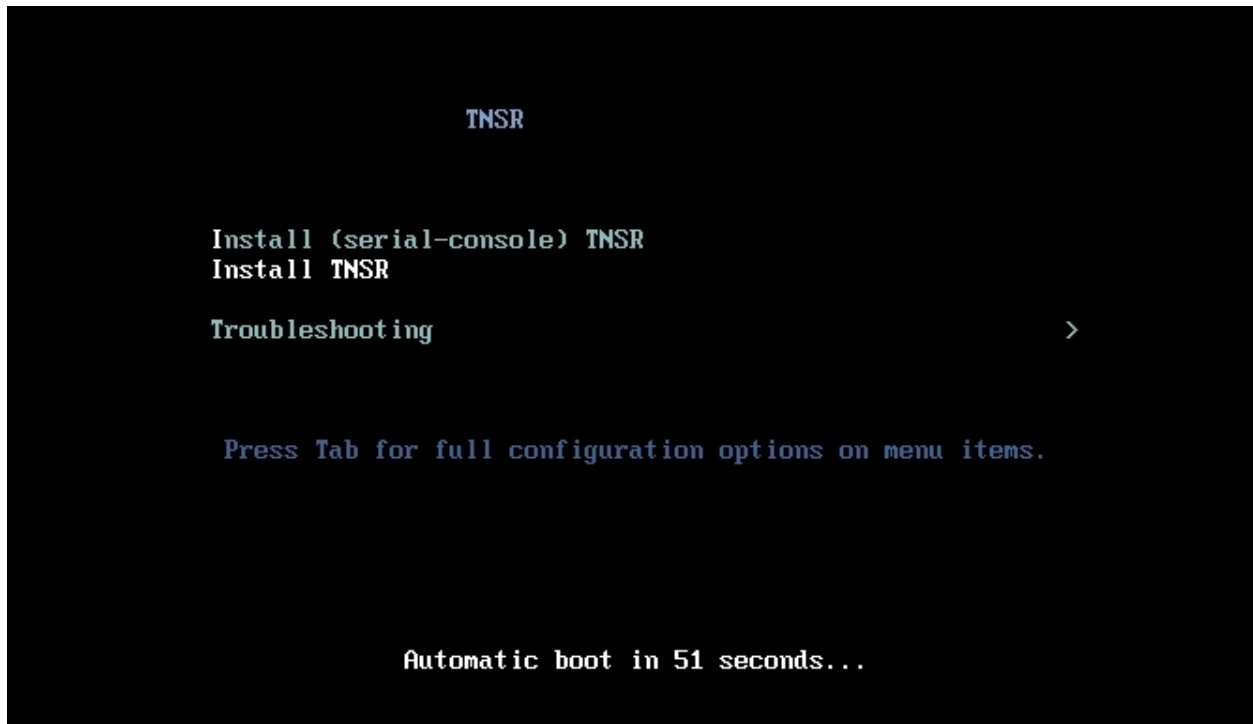 TNSR
Install (serial-console) TNSR
Install TNSR
Troubleshooting >
Press Tab for full configuration options on menu items.
Automatic boot in 51 seconds...